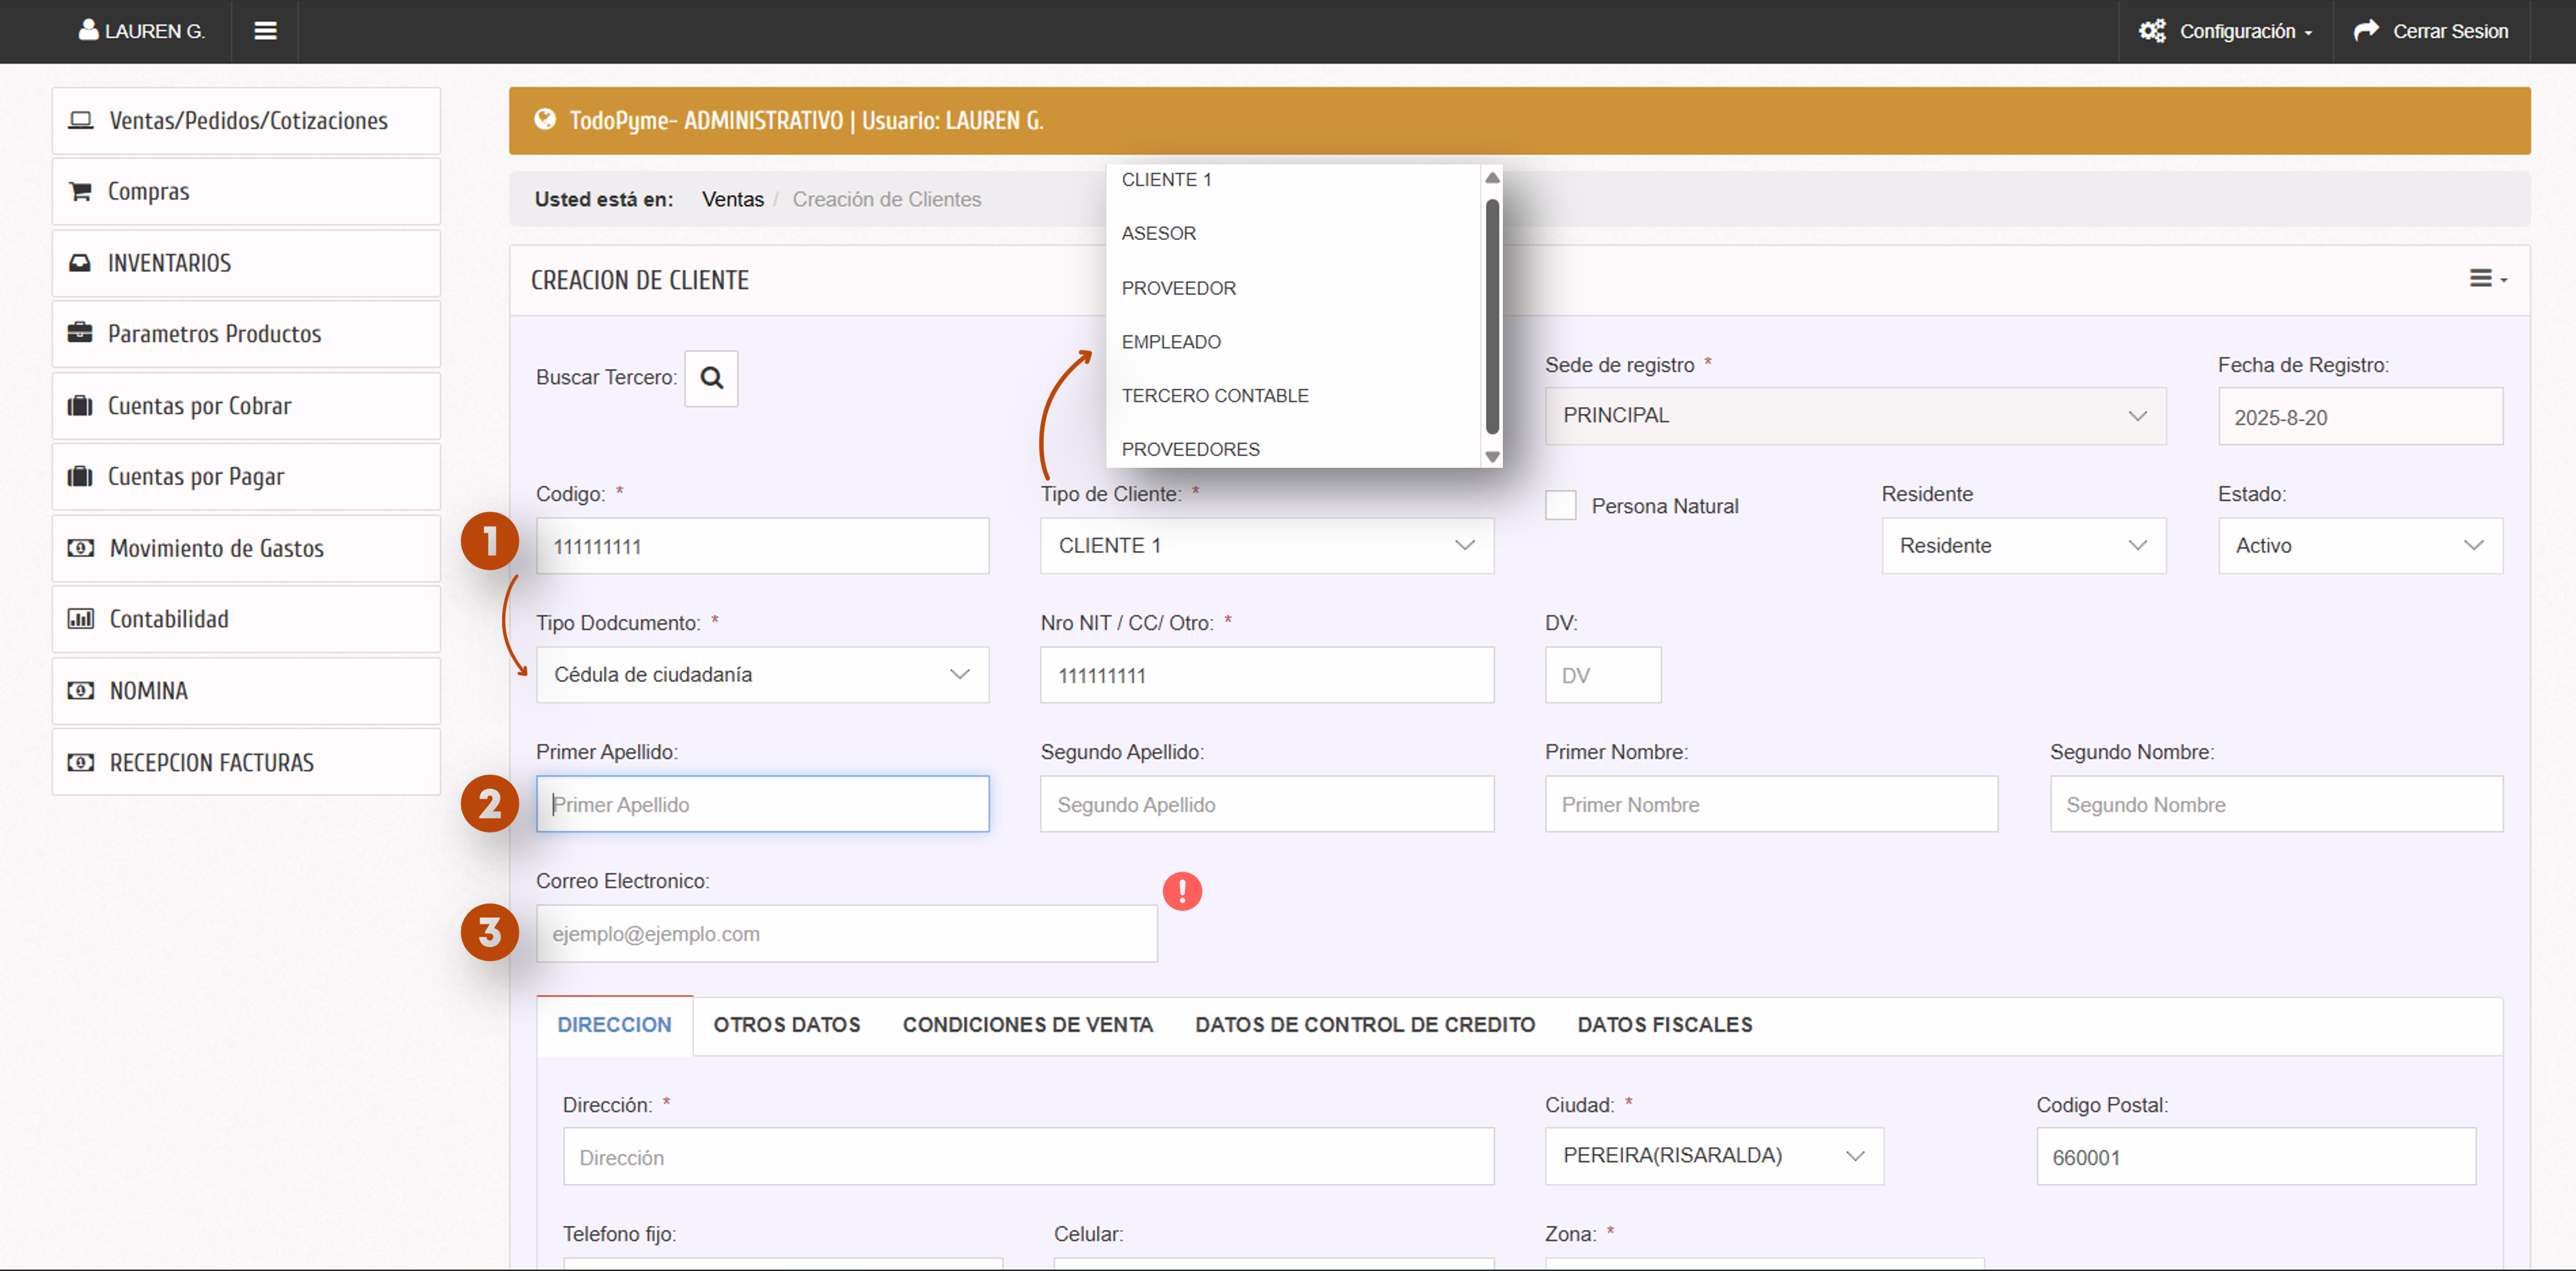 LAUREN G.
Configuración
Cerrar Sesion
Ventas/Pedidos/Cotizaciones
Compras
INVENTARIOS
Parametros Productos
Cuentas por Cobrar
Cuentas por Pagar
Movimiento de Gastos
Contabilidad
NOMINA
RECEPCION FACTURAS
TodoPyme- ADMINISTRATIVO | Usuario: LAUREN G.
Usted está en: Ventas / Creación de Clientes
CLIENTE 1
ASESOR
PROVEEDOR
EMPLEADO
TERCERO CONTABLE
PROVEEDORES
CREACION DE CLIENTE
Buscar Tercero:
Sede de registro *
PRINCIPAL
Fecha de Registro:
2025-8-20
1
Codigo: *
111111111
Tipo de Cliente: *
CLIENTE 1
Persona Natural
Residente
Residente
Estado:
Activo
Tipo Dodcumento: *
Cédula de ciudadanía
Nro NIT / CC/ Otro: *
111111111
DV:
DV
2
Primer Apellido:
Primer Apellido
Segundo Apellido:
Segundo Apellido
Primer Nombre:
Primer Nombre
Segundo Nombre:
Segundo Nombre
3
Correo Electronico:
!
ejemplo@ejemplo.com
DIRECCION
OTROS DATOS
CONDICIONES DE VENTA
DATOS DE CONTROL DE CREDITO
DATOS FISCALES
Dirección: *
Dirección
Ciudad: *
PEREIRA(RISARALDA)
Codigo Postal:
660001
Telefono fijo:
Celular:
Zona: *